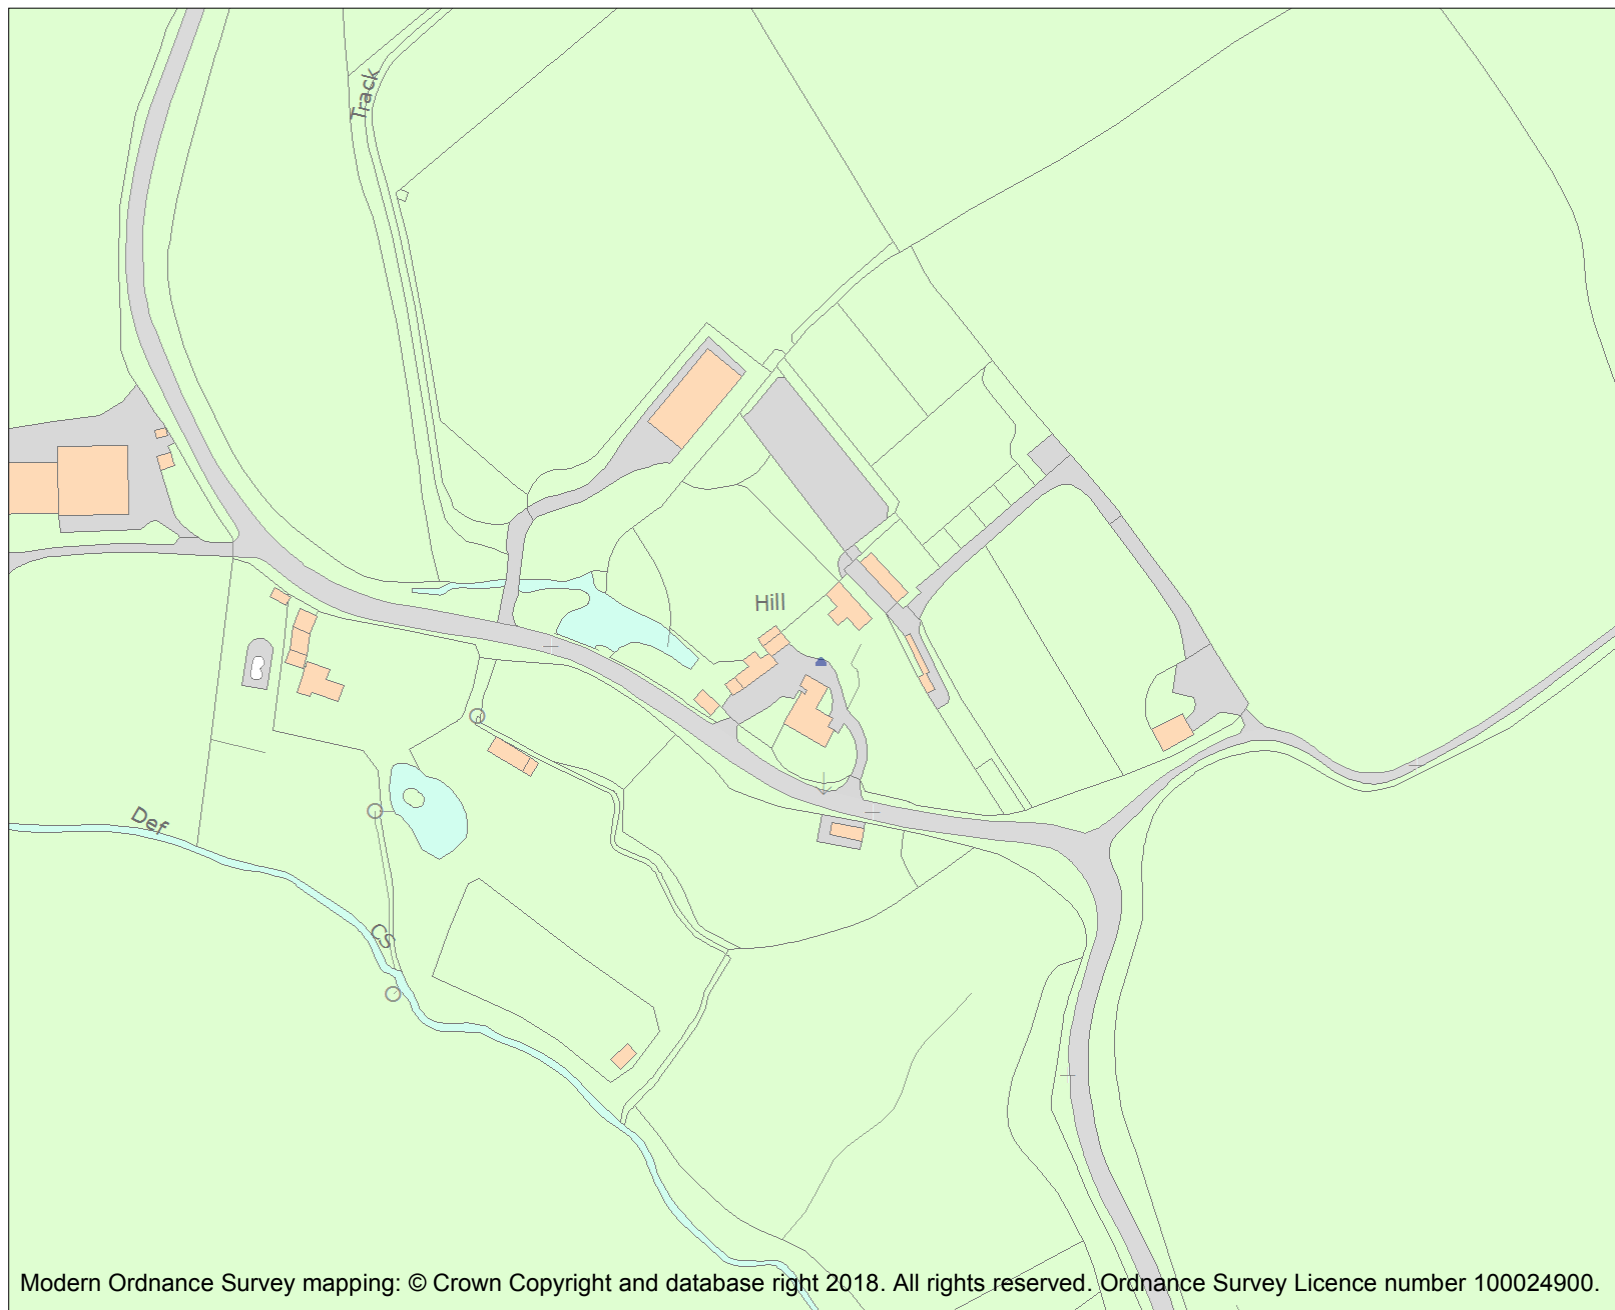 Track
Hill
Def
CS
Modern Ordnance Survey mapping: © Crown Copyright and database right 2018. All rights reserved. Ordnance Survey Licence number 100024900.